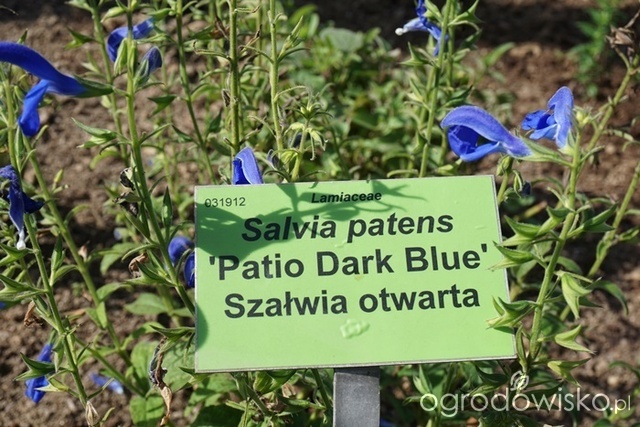 Lamiaceae
031912
Salvia patens
'Patio Dark Blue'
Szałwia otwarta
ogrodowisko.pl